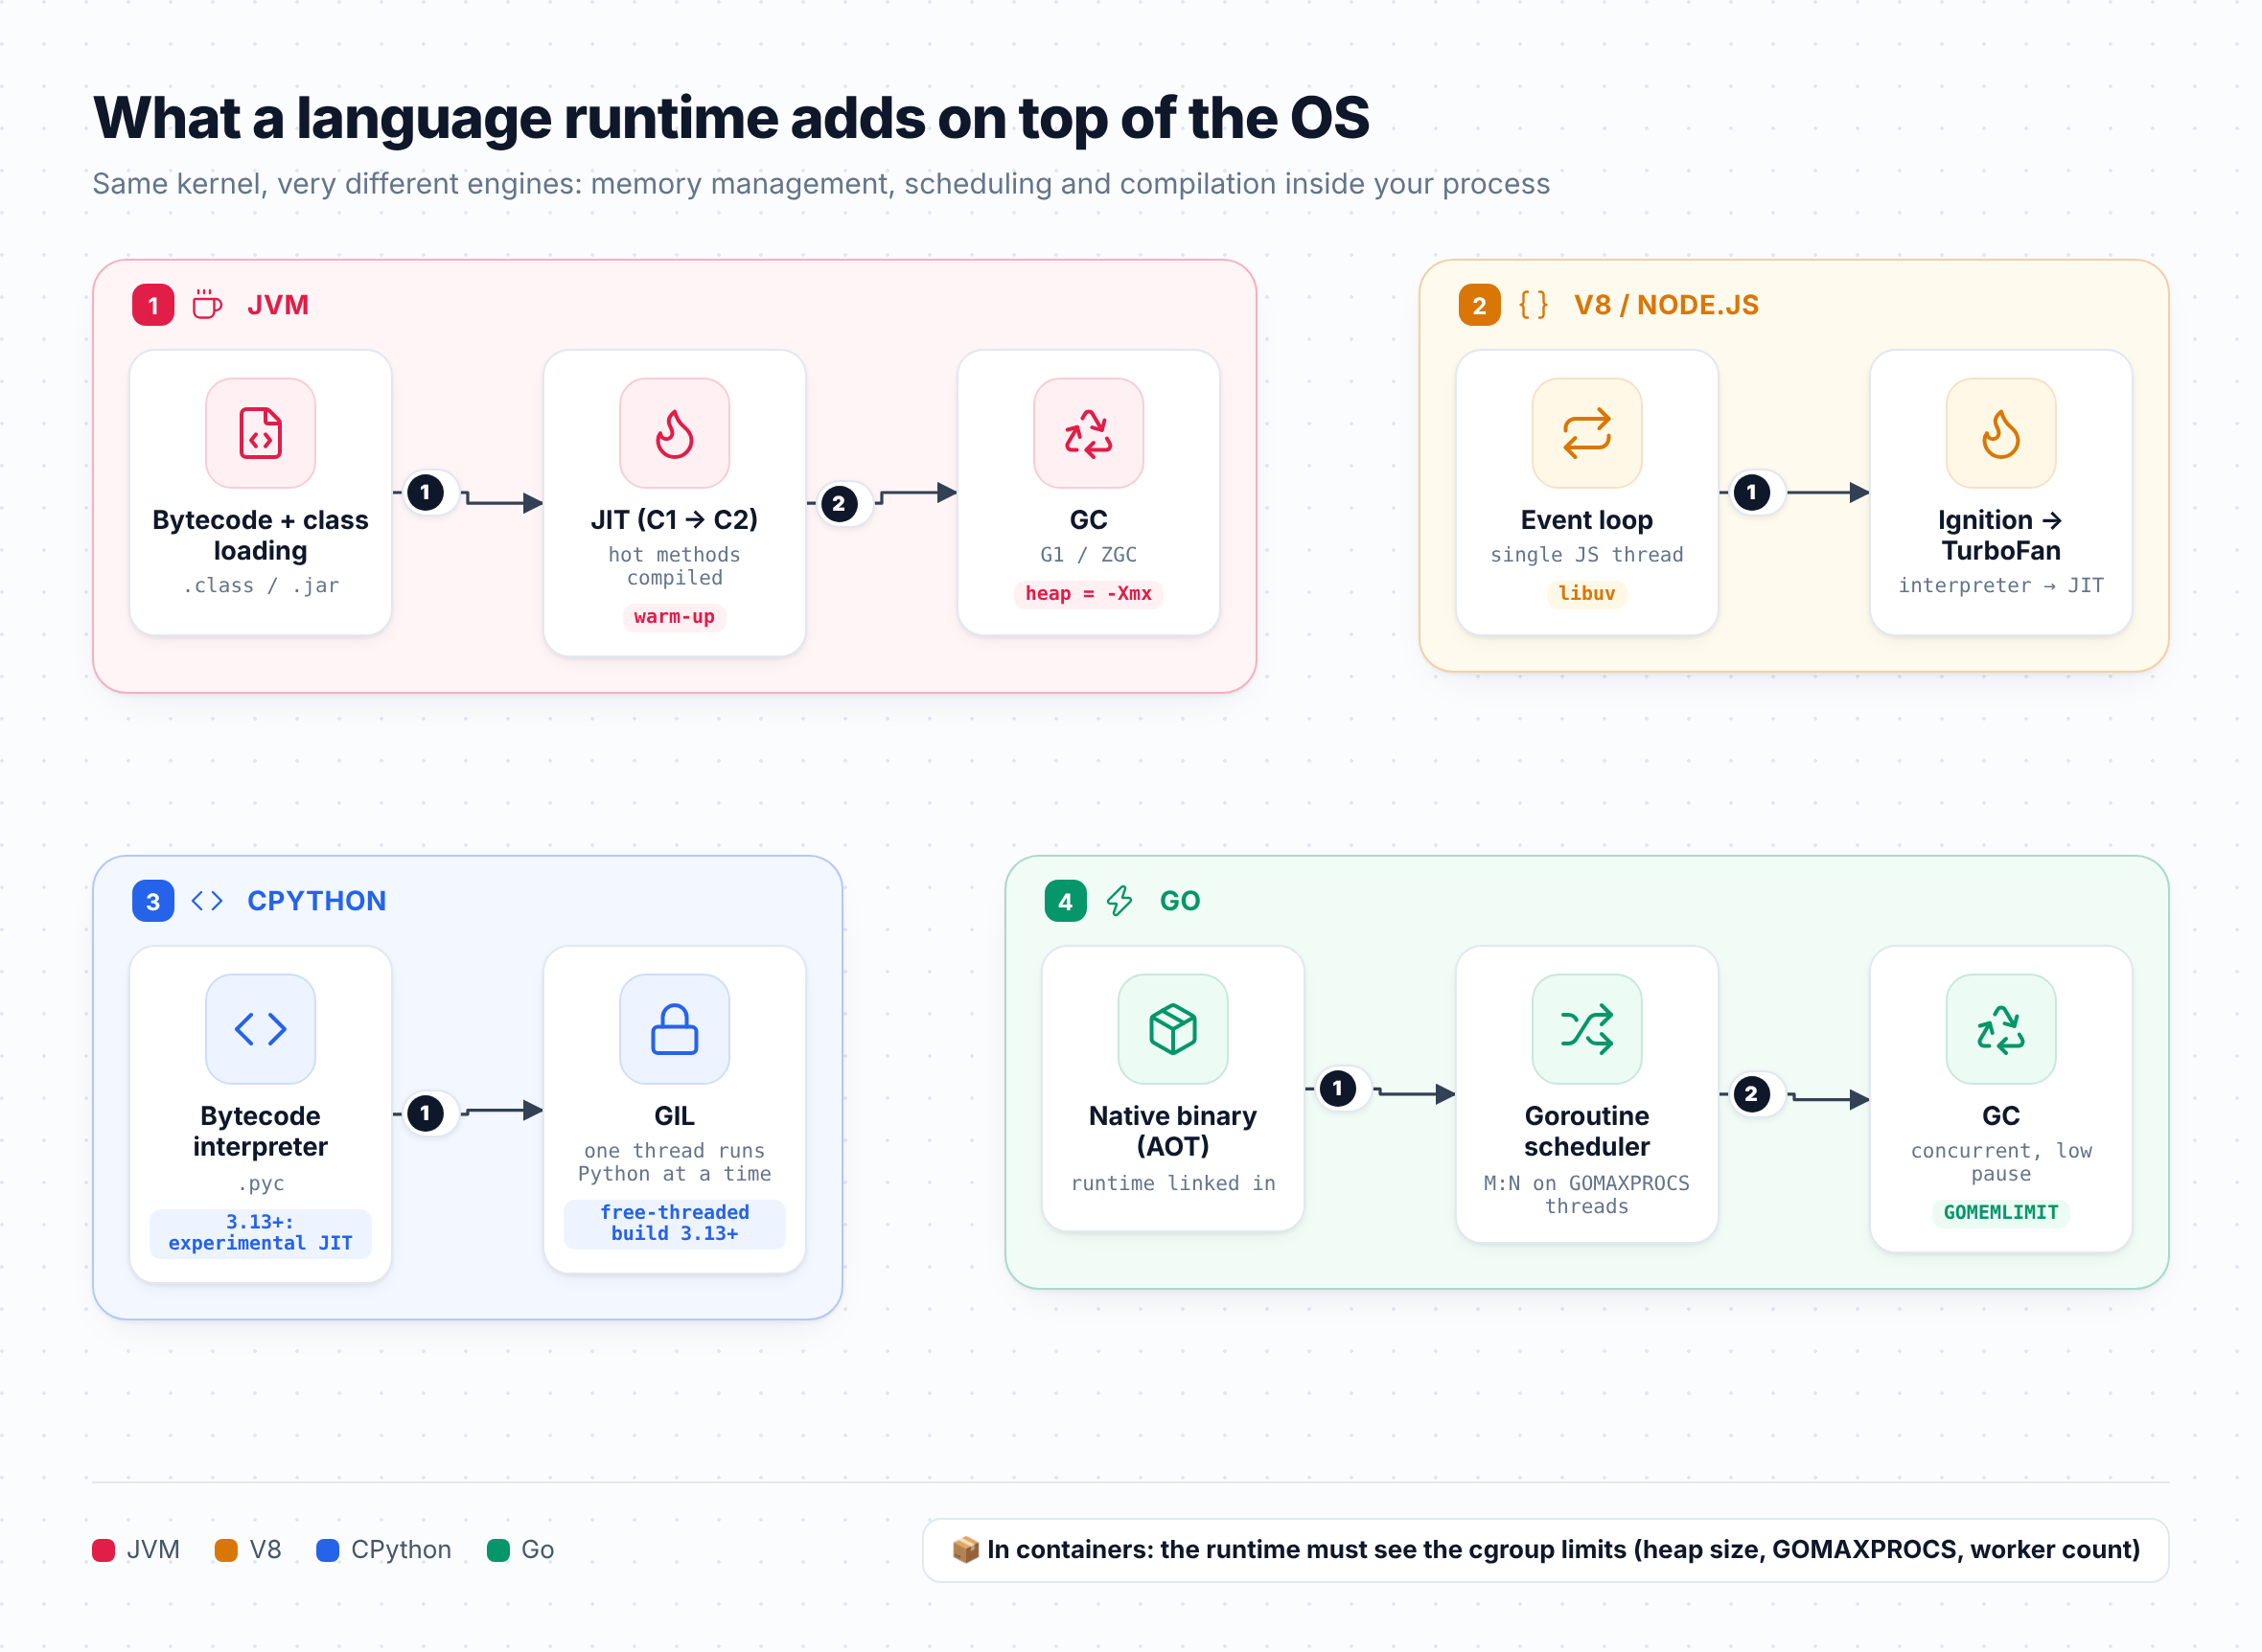 What a language runtime adds on top of the OS
Same kernel, very different engines: memory management, scheduling and compilation inside your process
1 JVM
Bytecode + class
loading
.class / .jar
1
JIT (C1 → C2)
hot methods
compiled
warm-up
2
GC
G1 / ZGC
heap = -Xmx
2 V8 / NODE.JS
Event loop
single JS thread
libuv
1
Ignition →
TurboFan
interpreter → JIT
3 CPYTHON
Bytecode
interpreter
.pyc
3.13+:
experimental JIT
1
GIL
one thread runs
Python at a time
free-threaded
build 3.13+
4 GO
Native binary
(AOT)
runtime linked in
1
Goroutine
scheduler
M:N on GOMAXPROCS
threads
2
GC
concurrent, low
pause
GOMEMLIMIT
JVM V8 CPython Go
📦 In containers: the runtime must see the cgroup limits (heap size, GOMAXPROCS, worker count)